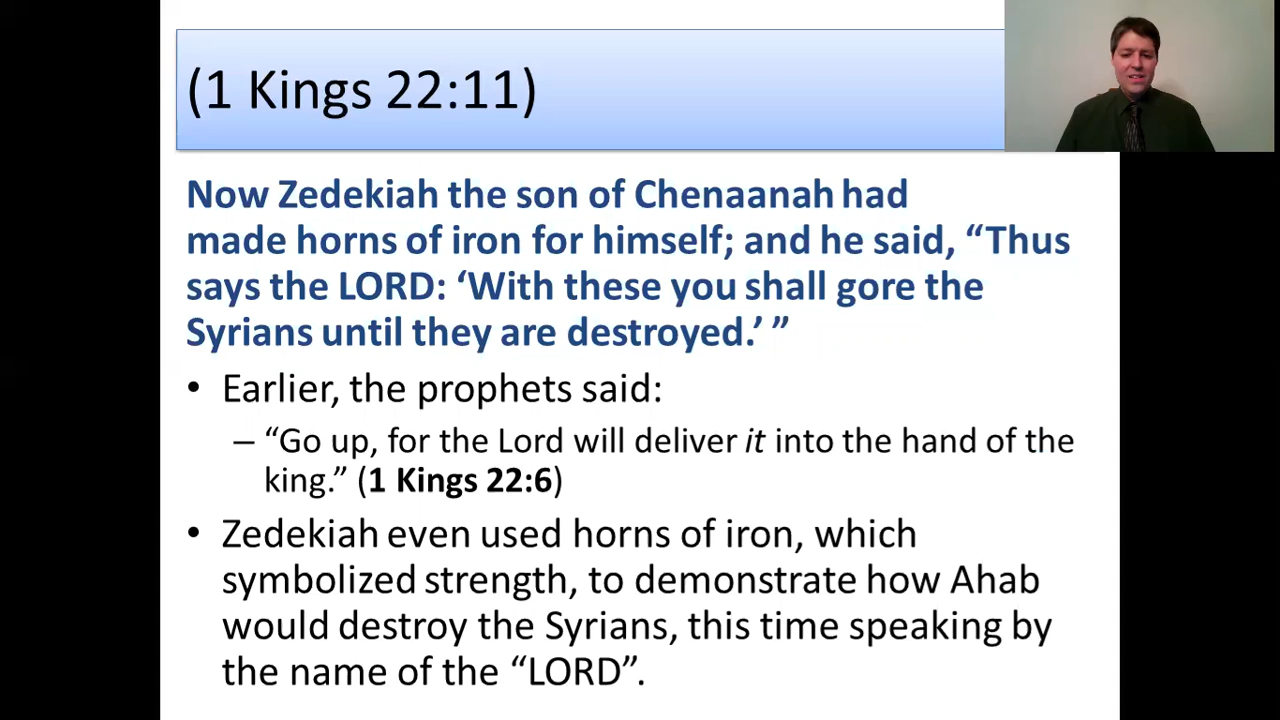 (1 Kings 22:11)
Now Zedekiah the son of Chenaanah had
made horns of iron for himself; and he said, “Thus
says the LORD: ‘With these you shall gore the
Syrians until they are destroyed.’ ”
• Earlier, the prophets said:
– “Go up, for the Lord will deliver it into the hand of the
king.” (1 Kings 22:6)
• Zedekiah even used horns of iron, which
symbolized strength, to demonstrate how Ahab
would destroy the Syrians, this time speaking by
the name of the “LORD”.